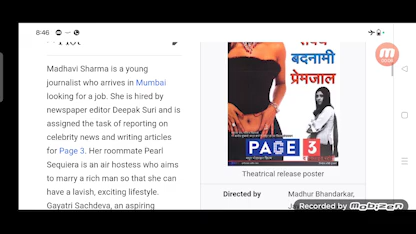 8:46
Madhavi Sharma is a young
journalist who arrives in Mumbai
looking for a job. She is hired by
newspaper editor Deepak Suri and is
assigned the task of reporting on
celebrity news and writing articles
for Page 3. Her roommate Pearl
Sequiera is an air hostess who aims
to marry a rich man so that she can
have a lavish, exciting lifestyle.
Gayatri Sachdeva, an aspiring
बदनामी
प्रेमजाल
PAGE 3
Theatrical release poster
Directed by Madhur Bhandarkar,
Recorded by Mobizen